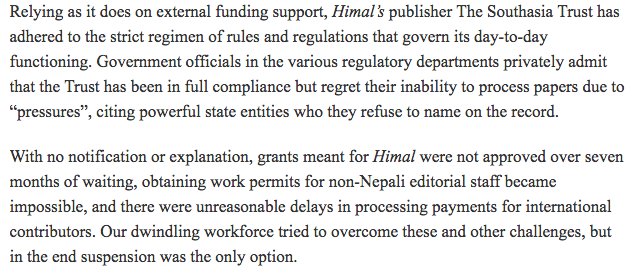 Relying as it does on external funding support, Himal’s publisher The Southasia Trust has
adhered to the strict regimen of rules and regulations that govern its day-to-day
functioning. Government officials in the various regulatory departments privately admit
that the Trust has been in full compliance but regret their inability to process papers due to
“pressures”, citing powerful state entities who they refuse to name on the record.
With no notification or explanation, grants meant for Himal were not approved over seven
months of waiting, obtaining work permits for non-Nepali editorial staff became
impossible, and there were unreasonable delays in processing payments for international
contributors. Our dwindling workforce tried to overcome these and other challenges, but
in the end suspension was the only option.